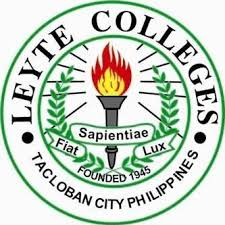 LEYTE COLLEGES
Sapientiae
Fiat Lux
FOUNDED 1945
TACLOBAN CITY PHILIPPINES